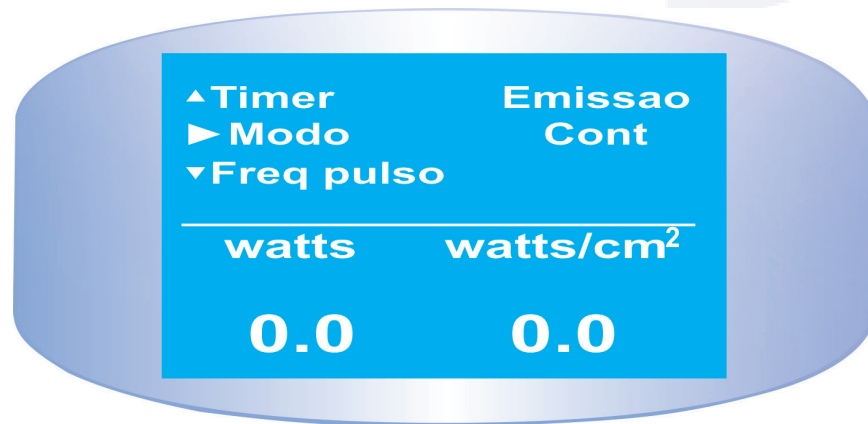 ▲Timer Emissao
►Modo Cont
▼Freq pulso
watts watts/cm²
0.0 0.0